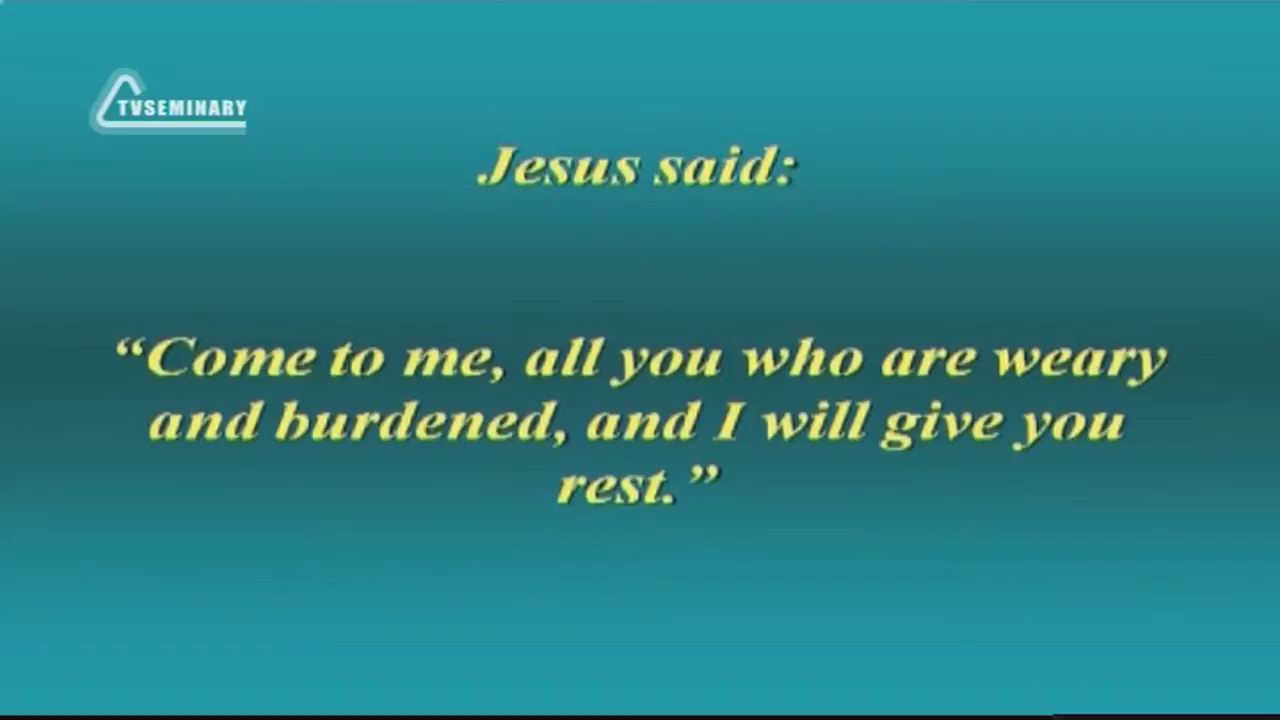 TVSEMINARY
Jesus said:
“Come to me, all you who are weary
and burdened, and I will give you
rest.”